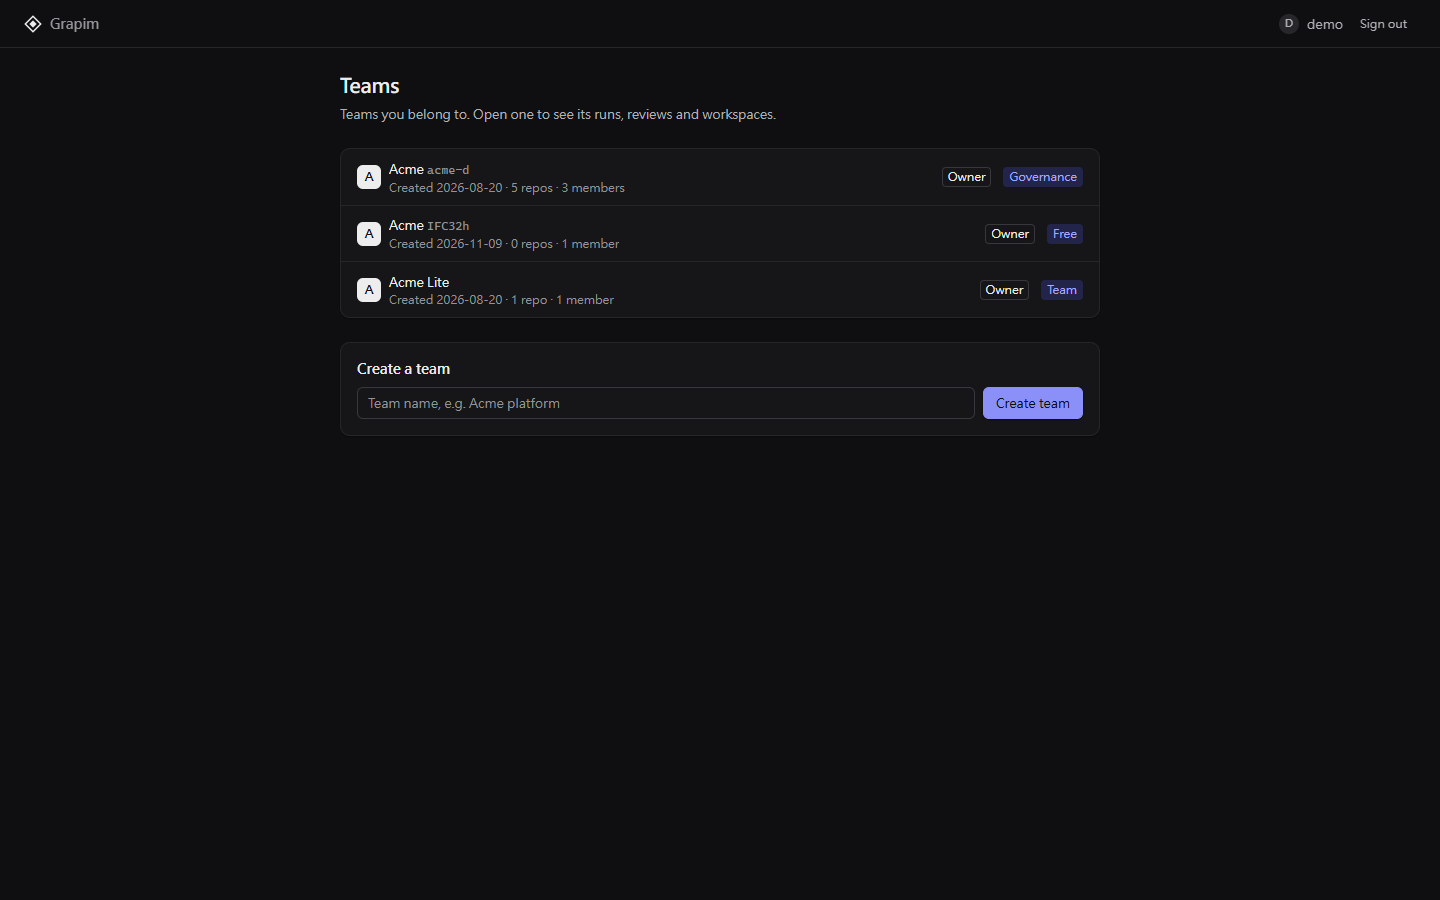 Grapim
D demo Sign out
Teams
Teams you belong to. Open one to see its runs, reviews and workspaces.
A Acme acme-d Owner Governance
Created 2026-08-20 · 5 repos · 3 members
A Acme IFC32h Owner Free
Created 2026-11-09 · 0 repos · 1 member
A Acme Lite Owner Team
Created 2026-08-20 · 1 repo · 1 member
Create a team
Team name, e.g. Acme platform Create team